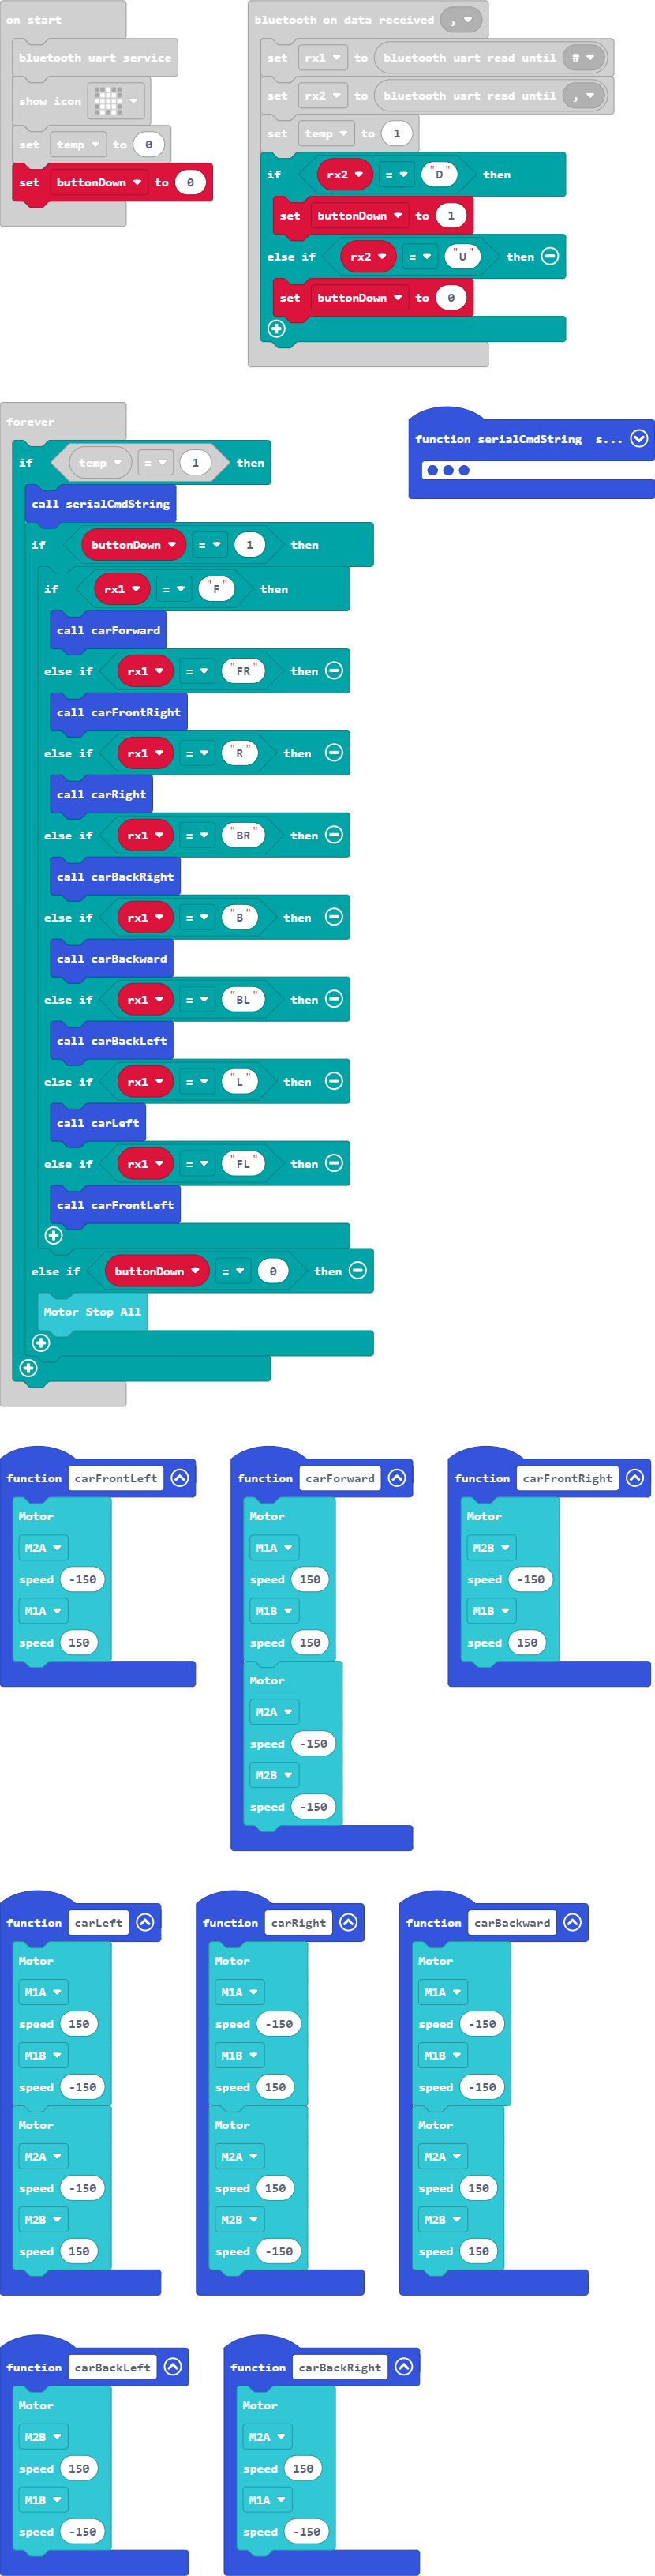 on start
bluetooth uart service
show icon
set temp to 0
set buttonDown to 0
bluetooth on data received ,
set rx1 to bluetooth uart read until #
set rx2 to bluetooth uart read until ,
set temp to 1
if rx2 = "D" then
set buttonDown to 1
else if rx2 = "U" then
set buttonDown to 0
forever
if temp = 1 then
call serialCmdString
if buttonDown = 1 then
if rx1 = "F" then
call carForward
else if rx1 = "FR" then
call carFrontRight
else if rx1 = "R" then
call carRight
else if rx1 = "BR" then
call carBackRight
else if rx1 = "B" then
call carBackward
else if rx1 = "BL" then
call carBackLeft
else if rx1 = "L" then
call carLeft
else if rx1 = "FL" then
call carFrontLeft
else if buttonDown = 0 then
Motor Stop All
function serialCmdString s...
function carFrontLeft
Motor
M2A
speed -150
M1A
speed 150
function carForward
Motor
M1A
speed 150
M1B
speed 150
Motor
M2A
speed -150
M2B
speed -150
function carFrontRight
Motor
M2B
speed -150
M1B
speed 150
function carLeft
Motor
M1A
speed 150
M1B
speed -150
Motor
M2A
speed -150
M2B
speed 150
function carRight
Motor
M1A
speed -150
M1B
speed 150
Motor
M2A
speed 150
M2B
speed -150
function carBackward
Motor
M1A
speed -150
M1B
speed -150
Motor
M2A
speed 150
M2B
speed 150
function carBackLeft
Motor
M2B
speed 150
M1B
speed -150
function carBackRight
Motor
M2A
speed 150
M1A
speed -150